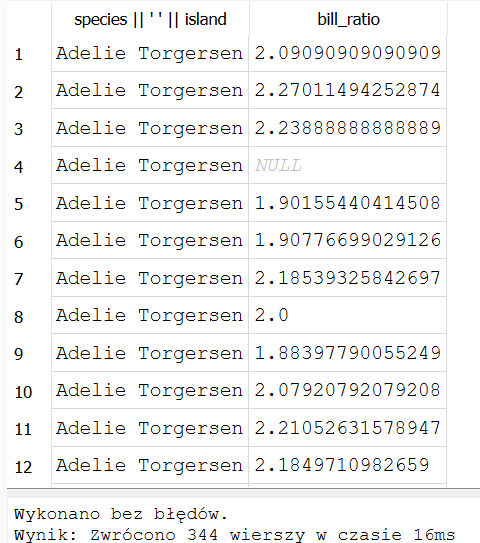 species || ' ' || island bill_ratio
1 Adelie Torgersen 2.09090909090909
2 Adelie Torgersen 2.27011494252874
3 Adelie Torgersen 2.23888888888889
4 Adelie Torgersen NULL
5 Adelie Torgersen 1.90155440414508
6 Adelie Torgersen 1.90776699029126
7 Adelie Torgersen 2.18539325842697
8 Adelie Torgersen 2.0
9 Adelie Torgersen 1.88397790055249
10 Adelie Torgersen 2.07920792079208
11 Adelie Torgersen 2.21052631578947
12 Adelie Torgersen 2.1849710982659
Wykonano bez błędów.
Wynik: Zwrócono 344 wierszy w czasie 16ms